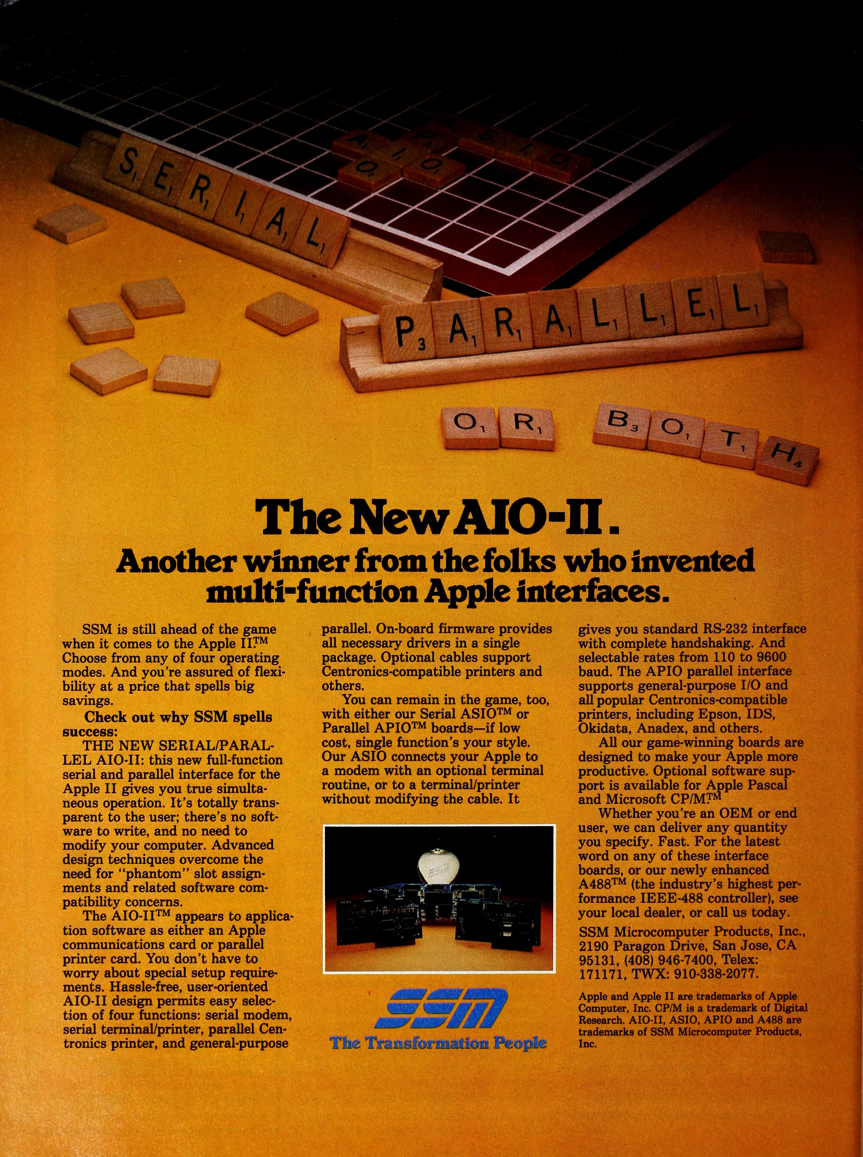 A₁ P₃ S₁ I₁ O₁
I₁ O₁
O₁
S₁E₁R₁I₁A₁L₁
P₃A₁R₁A₁L₁L₁E₁L₁
O₁R₁ B₃O₁T₁H₄
The New AIO-II.
Another winner from the folks who invented
multi-function Apple interfaces.
SSM is still ahead of the game
when it comes to the Apple II.™
Choose from any of four operating
modes. And you're assured of flexi-
bility at a price that spells big
savings.
Check out why SSM spells
success:
THE NEW SERIAL/PARAL-
LEL AIO-II: this new full-function
serial and parallel interface for the
Apple II gives you true simulta-
neous operation. It's totally trans-
parent to the user; there's no soft-
ware to write, and no need to
modify your computer. Advanced
design techniques overcome the
need for “phantom” slot assign-
ments and related software com-
patibility concerns.
The AIO-II™ appears to applica-
tion software as either an Apple
communications card or parallel
printer card. You don't have to
worry about special setup require-
ments. Hassle-free, user-oriented
AIO-II design permits easy selec-
tion of four functions: serial modem,
serial terminal/printer, parallel Cen-
tronics printer, and general-purpose
parallel. On-board firmware provides
all necessary drivers in a single
package. Optional cables support
Centronics-compatible printers and
others.
You can remain in the game, too,
with either our Serial ASIO™ or
Parallel APIO™ boards—if low
cost, single function's your style.
Our ASIO connects your Apple to
a modem with an optional terminal
routine, or to a terminal/printer
without modifying the cable. It
SSM
SSM
The Transformation People
gives you standard RS-232 interface
with complete handshaking. And
selectable rates from 110 to 9600
baud. The APIO parallel interface
supports general-purpose I/O and
all popular Centronics-compatible
printers, including Epson, IDS,
Okidata, Anadex, and others.
All our game-winning boards are
designed to make your Apple more
productive. Optional software sup-
port is available for Apple Pascal
and Microsoft CP/M.™
Whether you're an OEM or end
user, we can deliver any quantity
you specify. Fast. For the latest
word on any of these interface
boards, or our newly enhanced
A488™ (the industry's highest per-
formance IEEE-488 controller), see
your local dealer, or call us today.
SSM Microcomputer Products, Inc.,
2190 Paragon Drive, San Jose, CA
95131, (408) 946-7400, Telex:
171171, TWX: 910-338-2077.
Apple and Apple II are trademarks of Apple
Computer, Inc. CP/M is a trademark of Digital
Research. AIO-II, ASIO, APIO and A488 are
trademarks of SSM Microcomputer Products,
Inc.